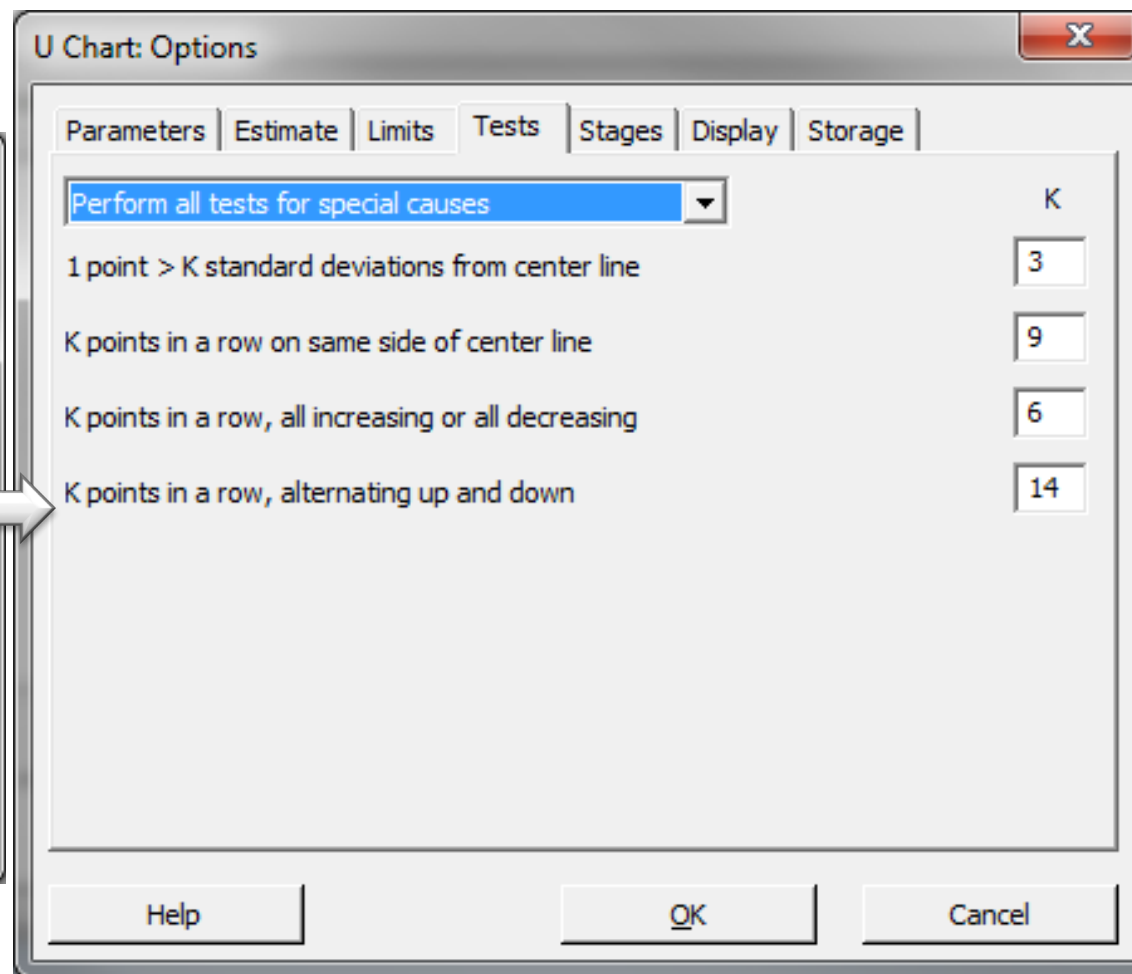 U Chart: Options
Parameters Estimate Limits Tests Stages Display Storage
Perform all tests for special causes K
1 point > K standard deviations from center line 3
K points in a row on same side of center line 9
K points in a row, all increasing or all decreasing 6
K points in a row, alternating up and down 14
Help OK Cancel